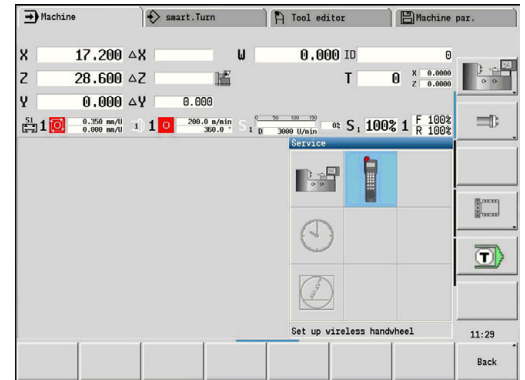 Machine smart.Turn Tool editor Machine par.
X 17.200 ΔX W 0.000 ID 0
Z 28.600 ΔZ T 0 X 0.0000 Z 0.0000
Y 0.000 ΔY 0.000
S1 1 0.350 mm/U 0.000 mm/U 1 1 200.0 m/min 360.0 ° S 1 0 50 100 150 D 3000 U/min 0% S 1 100% 1 F 100% R 100%
Service
T
Set up wireless handwheel
11:29
Back